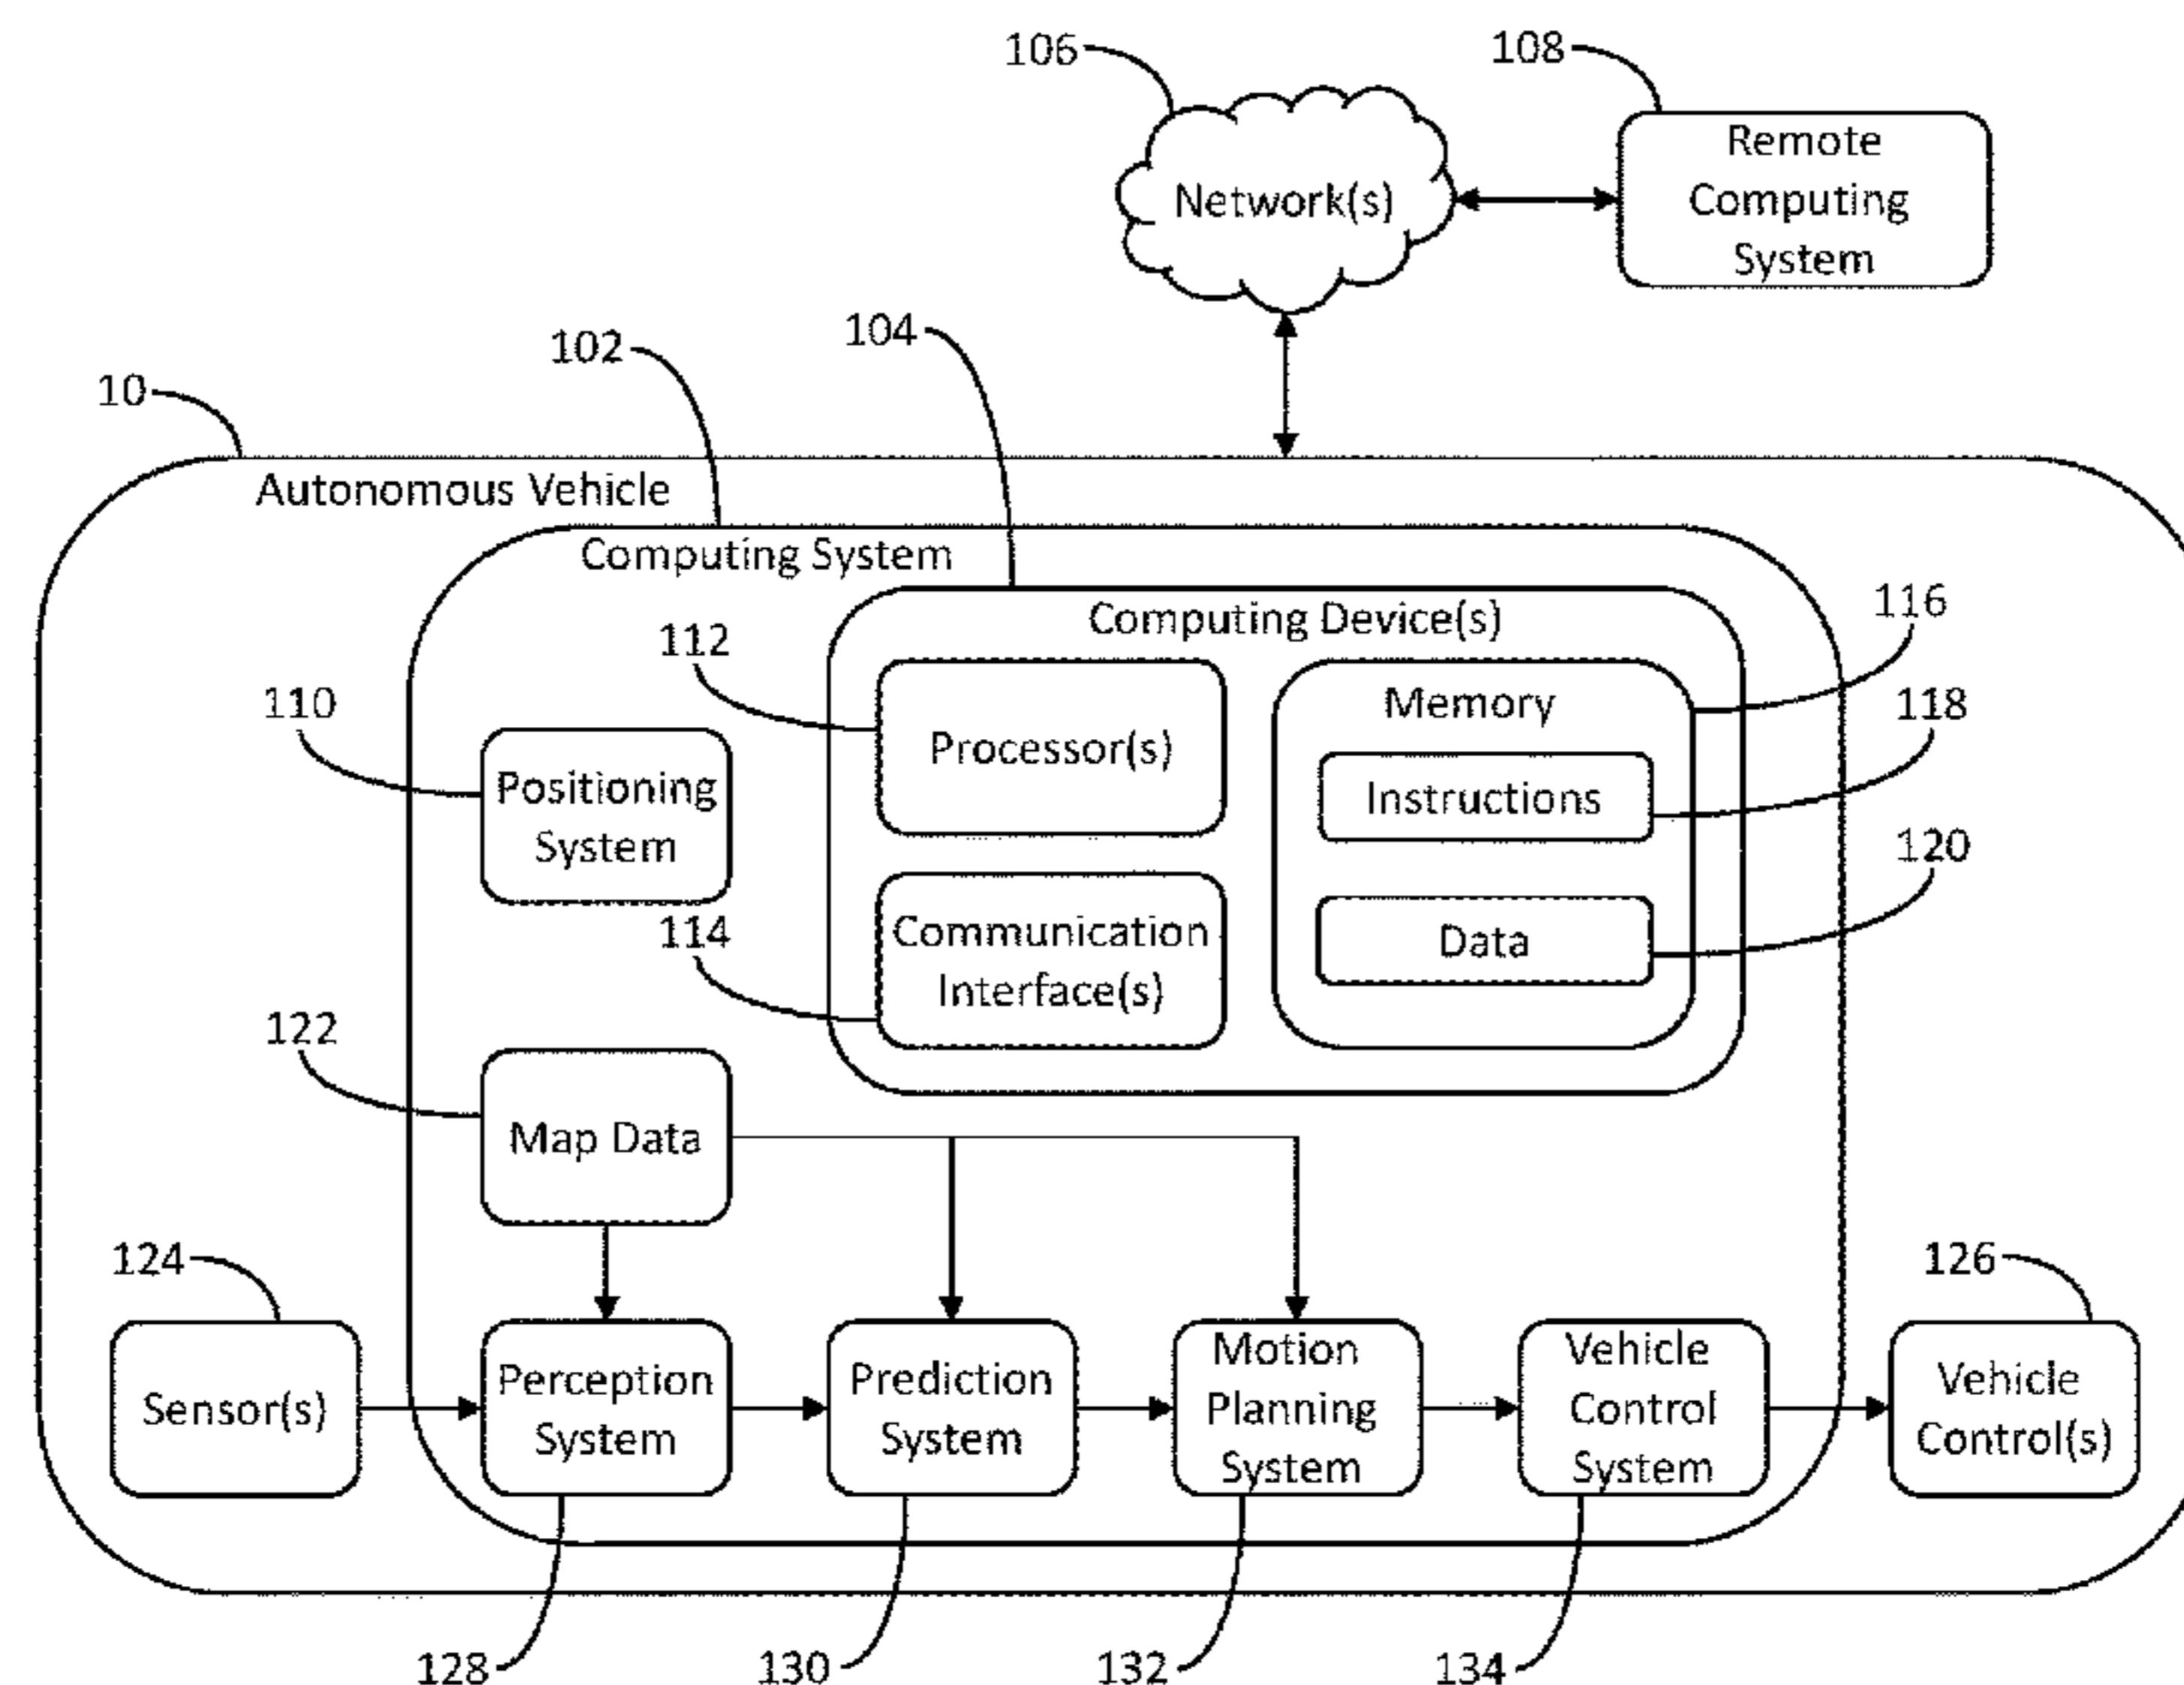 106
108
Network(s)
Remote
Computing
System
102
104
10
Autonomous Vehicle
Computing System
Computing Device(s)
112
116
110
Processor(s)
Memory
118
Positioning
System
Instructions
114
Communication
Interface(s)
120
Data
122
Map Data
124
126
Sensor(s)
Perception
System
Prediction
System
Motion
Planning
System
Vehicle
Control
System
Vehicle
Control(s)
128
130
132
134